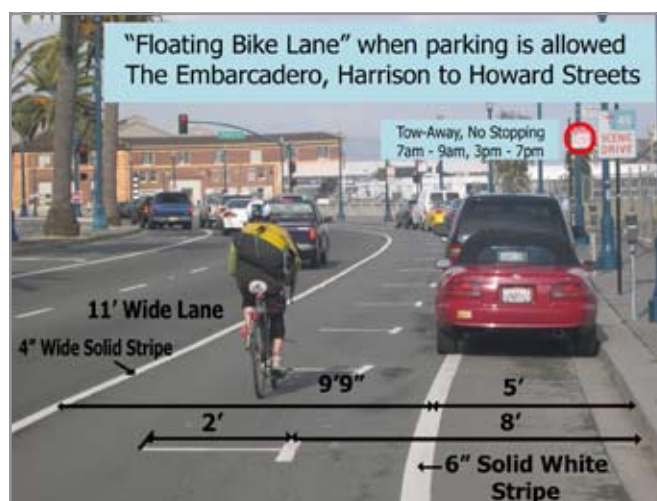 “Floating Bike Lane” when parking is allowed
The Embarcadero, Harrison to Howard Streets
Tow-Away, No Stopping
7am - 9am, 3pm - 7pm
SCENIC
DRIVE
11’ Wide Lane
4” Wide Solid Stripe
9’9”
5’
2’
8’
6” Solid White
Stripe